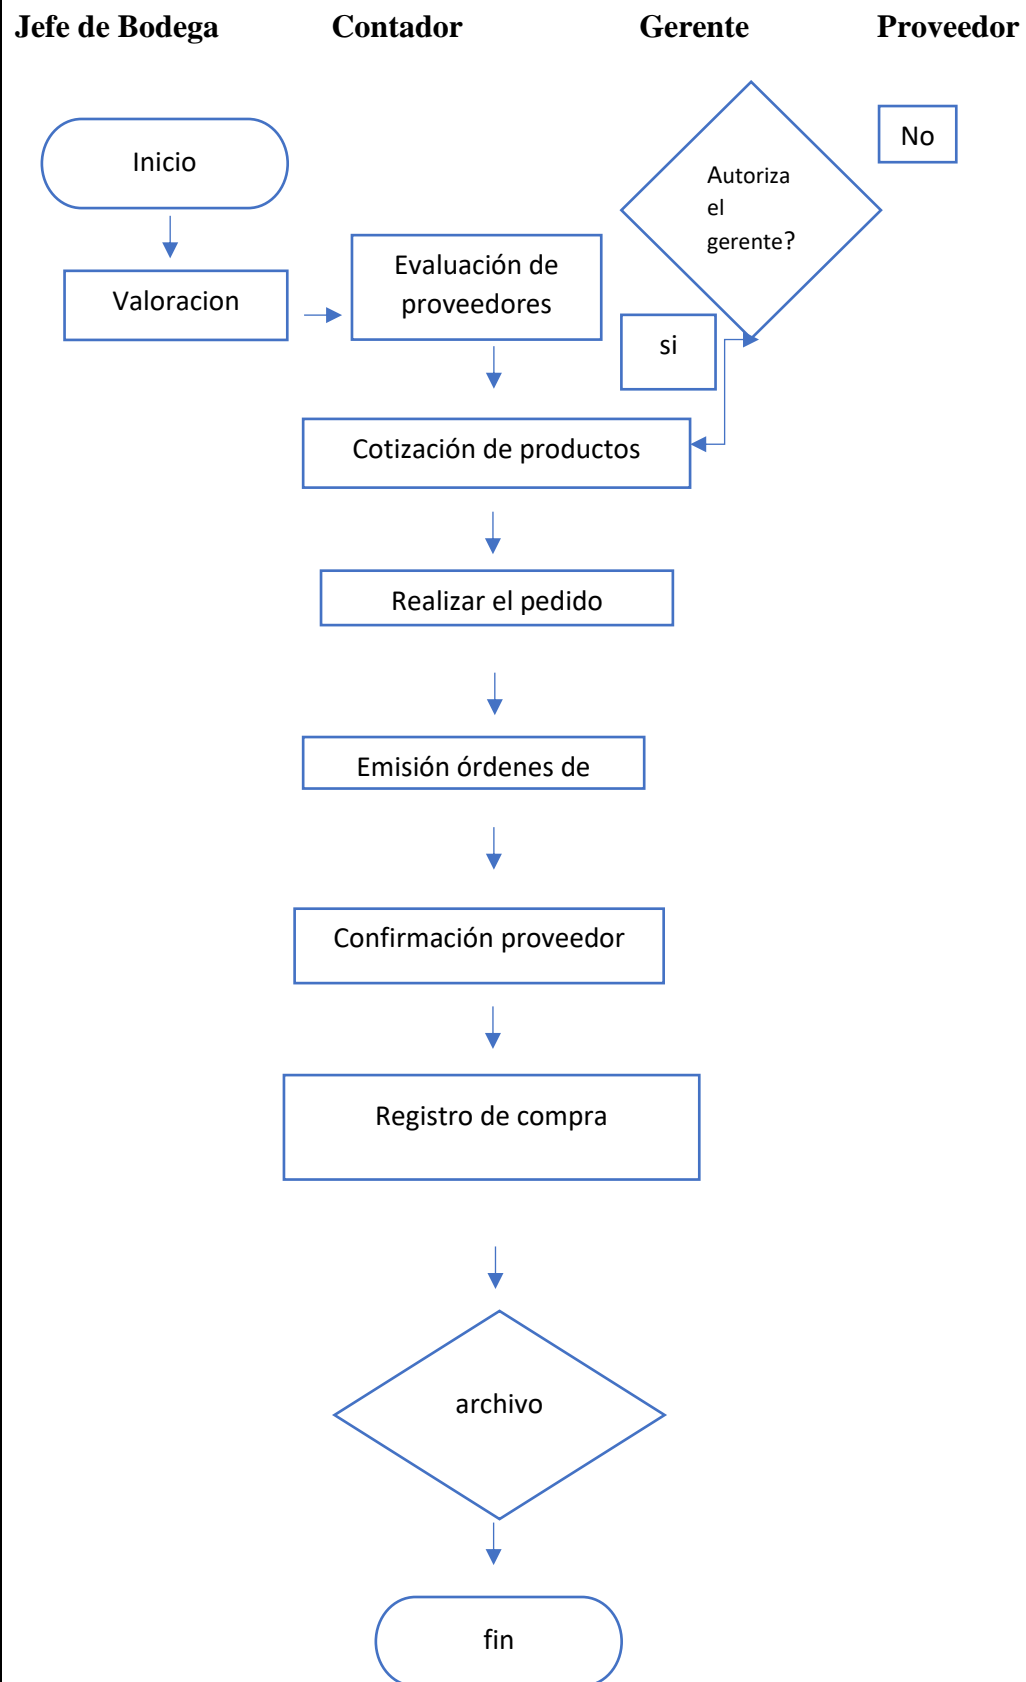 Jefe de Bodega
Contador
Gerente
Proveedor
Inicio
No
Autoriza
el
gerente?
Valoracion
Evaluación de
proveedores
si
Cotización de productos
Realizar el pedido
Emisión órdenes de
Confirmación proveedor
Registro de compra
archivo
fin